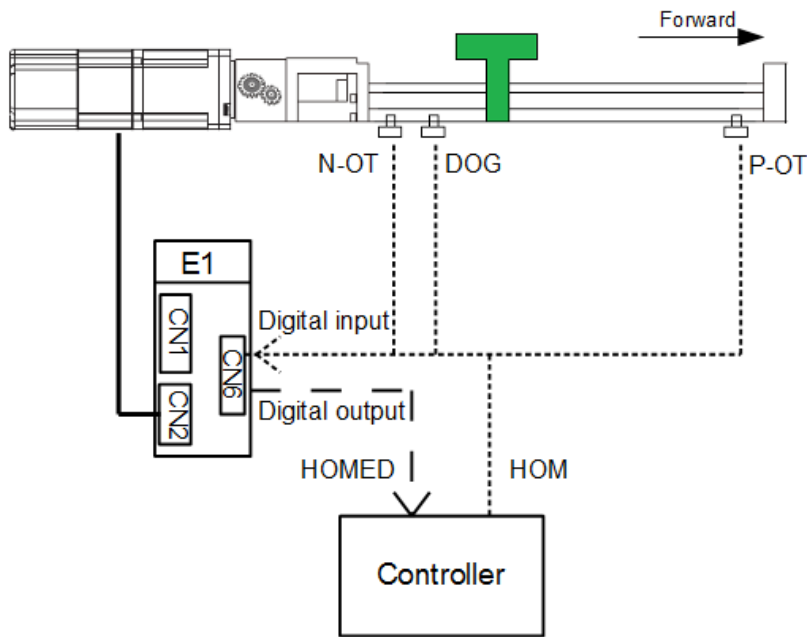 Forward
N-OT
DOG
P-OT
E1
CN1
CN6
CN2
Digital input
Digital output
HOMED
HOM
Controller